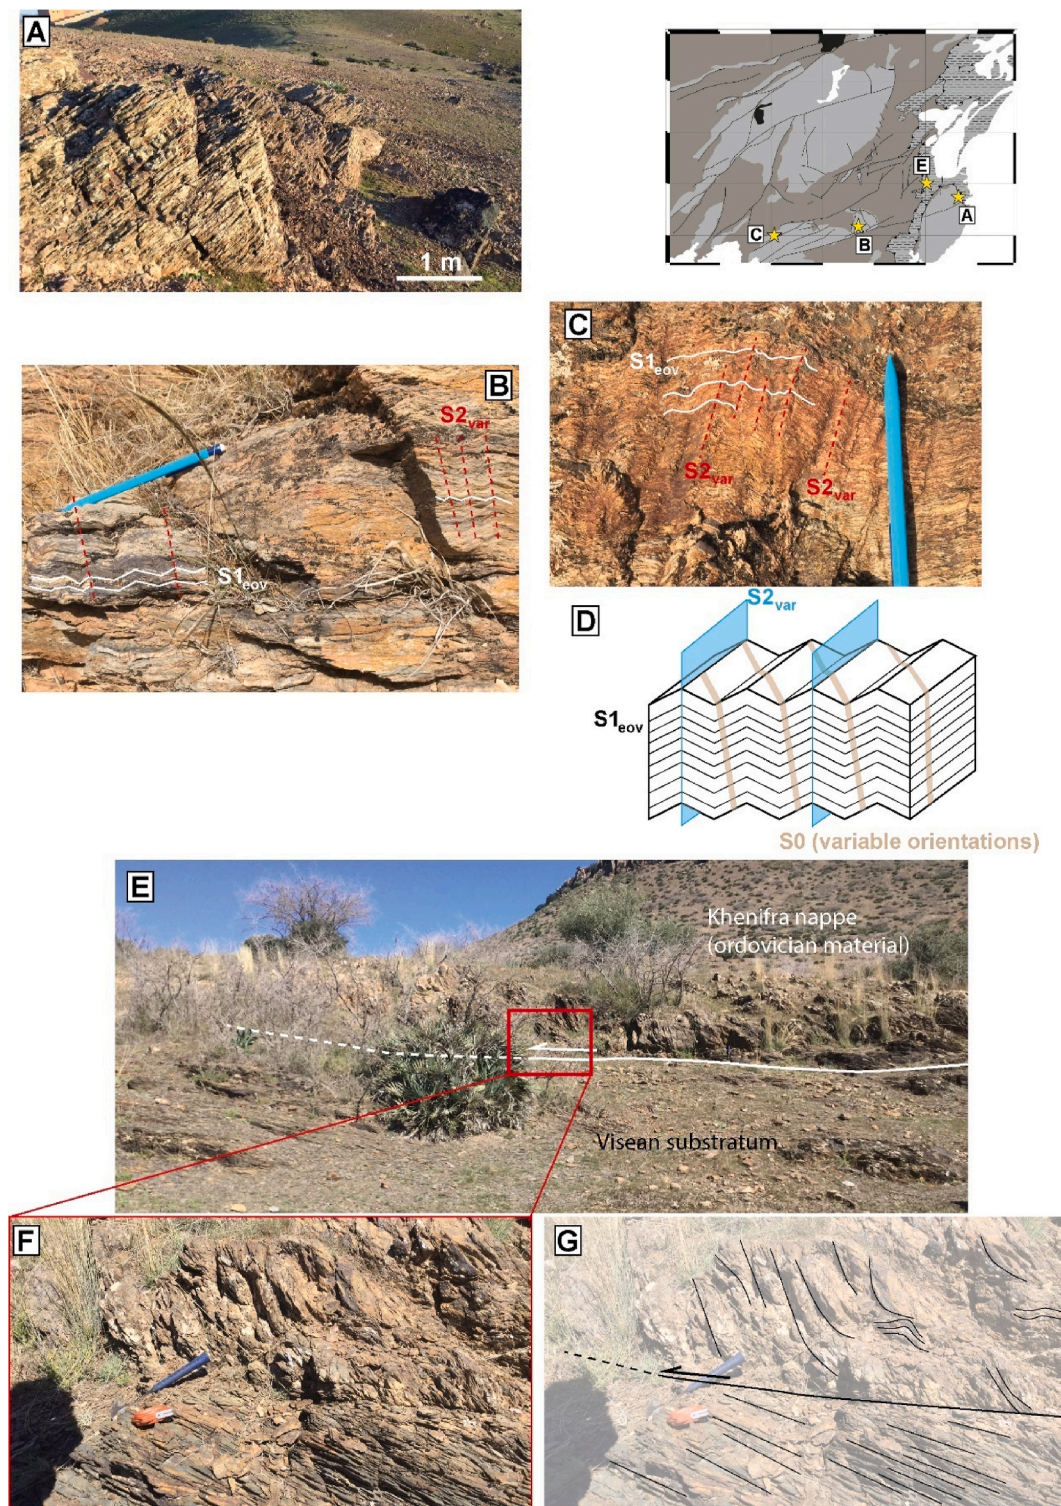 A
1 m
E
A
B
C
B
S2var
S1eov
C
S1eov
S2var
S2var
D
S2var
S1eov
S0 (variable orientations)
E
Khenifra nappe
(ordovician material)
Visean substratum
F
G